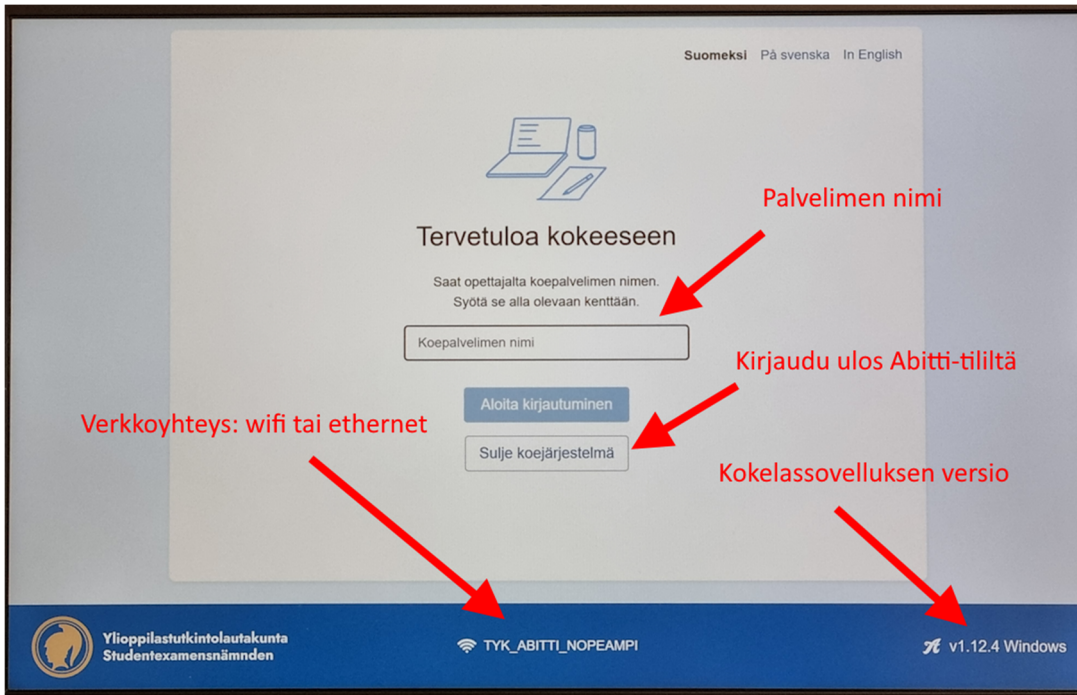 Suomeksi På svenska In English
Palvelimen nimi
Tervetuloa kokeeseen
Saat opettajalta koepalvelimen nimen.
Syötä se alla olevaan kenttään.
Koepalvelimen nimi
Kirjaudu ulos Abitti-tililtä
Aloita kirjautuminen
Verkkoyhteys: wifi tai ethernet
Sulje koejärjestelmä
Kokelassovelluksen versio
Ylioppilastutkintolautakunta
Studentexamensnämnden
TYK_ABITTI_NOPEAMPI
v1.12.4 Windows